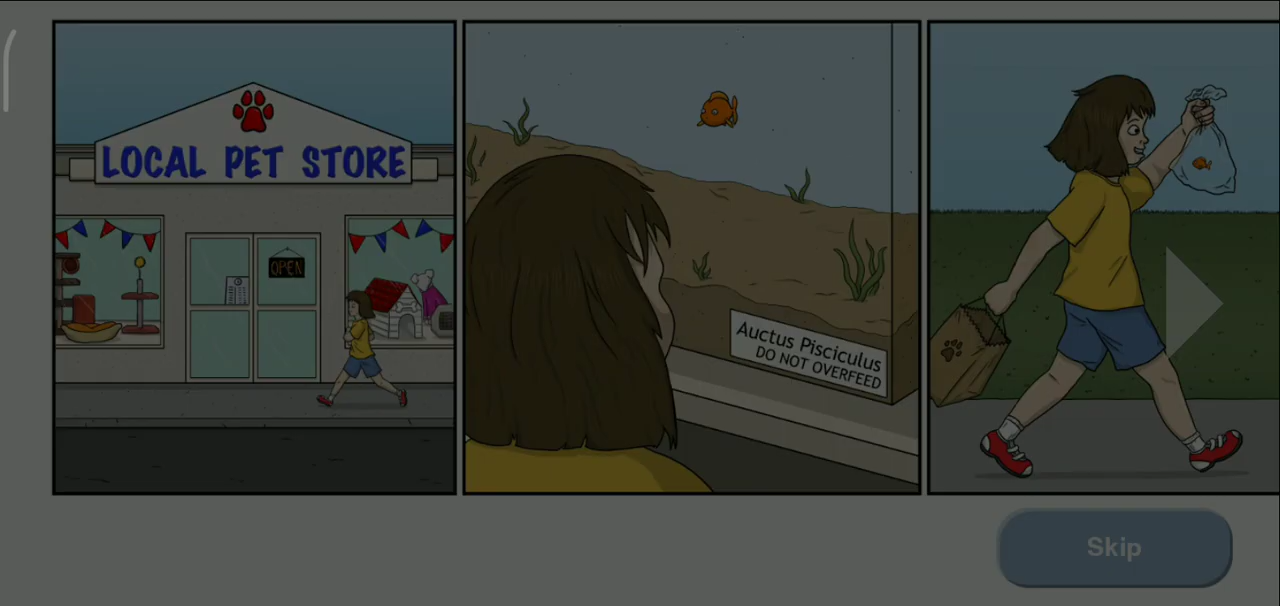 LOCAL PET STORE
OPEN
Auctus Pisciculus
DO NOT OVERFEED
Skip